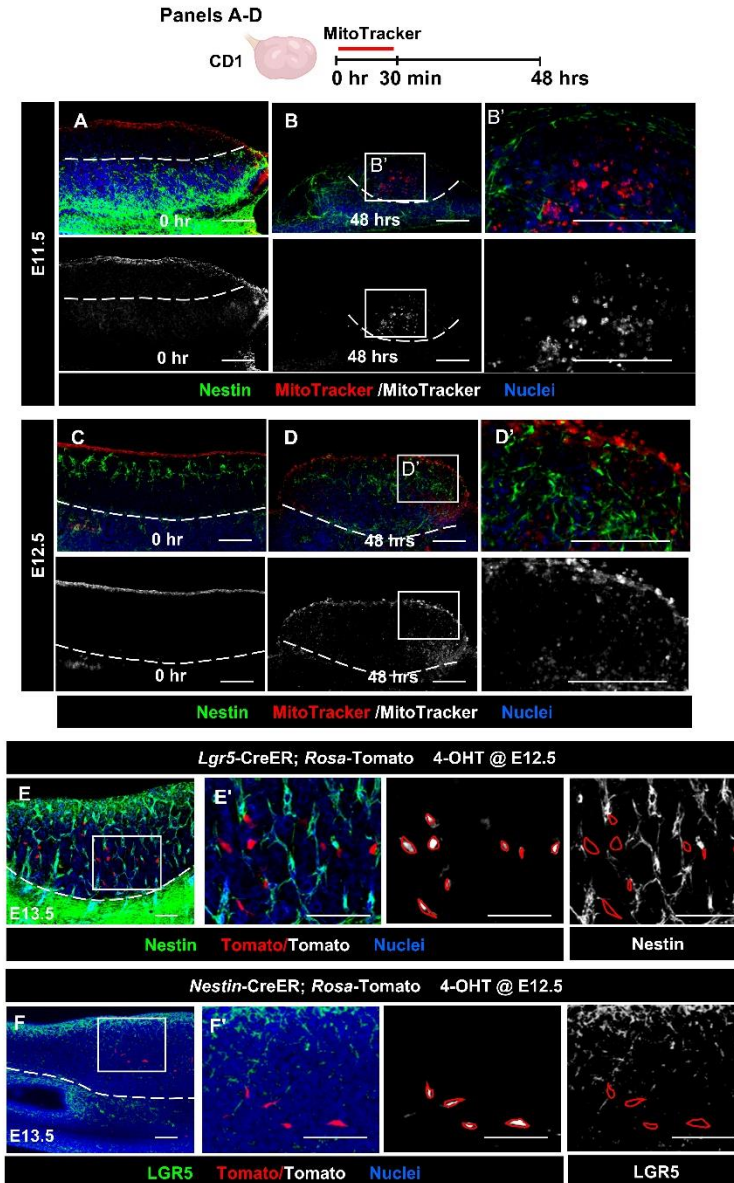 Panels A-D
CD1
MitoTracker
0 hr 30 min 48 hrs
E11.5
A
0 hr
B
B'
48 hrs
B'
0 hr
48 hrs
Nestin MitoTracker /MitoTracker Nuclei
E12.5
C
0 hr
D
D'
48 hrs
D'
0 hr
48 hrs
Nestin MitoTracker /MitoTracker Nuclei
Lgr5-CreER; Rosa-Tomato 4-OHT @ E12.5
E
E13.5
E'
Nestin Tomato/Tomato Nuclei
Nestin
Nestin-CreER; Rosa-Tomato 4-OHT @ E12.5
F
E13.5
F'
LGR5 Tomato/Tomato Nuclei
LGR5